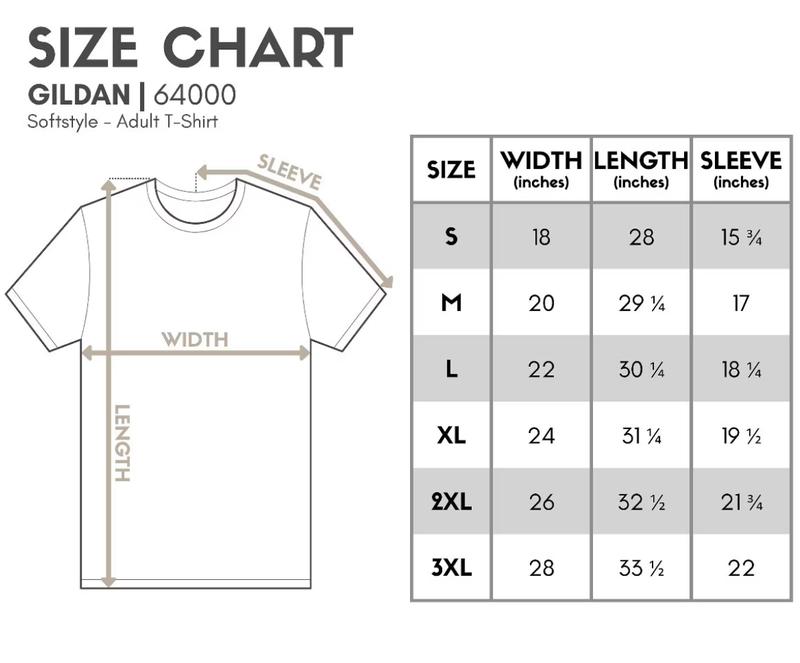 SIZE CHART
GILDAN | 64000
Softstyle - Adult T-Shirt
SLEEVE
WIDTH
LENGTH
SIZE WIDTH (inches) LENGTH (inches) SLEEVE (inches)
S 18 28 15 ¾
M 20 29 ¼ 17
L 22 30 ¼ 18 ¼
XL 24 31 ¼ 19 ½
2XL 26 32 ½ 21 ¾
3XL 28 33 ½ 22